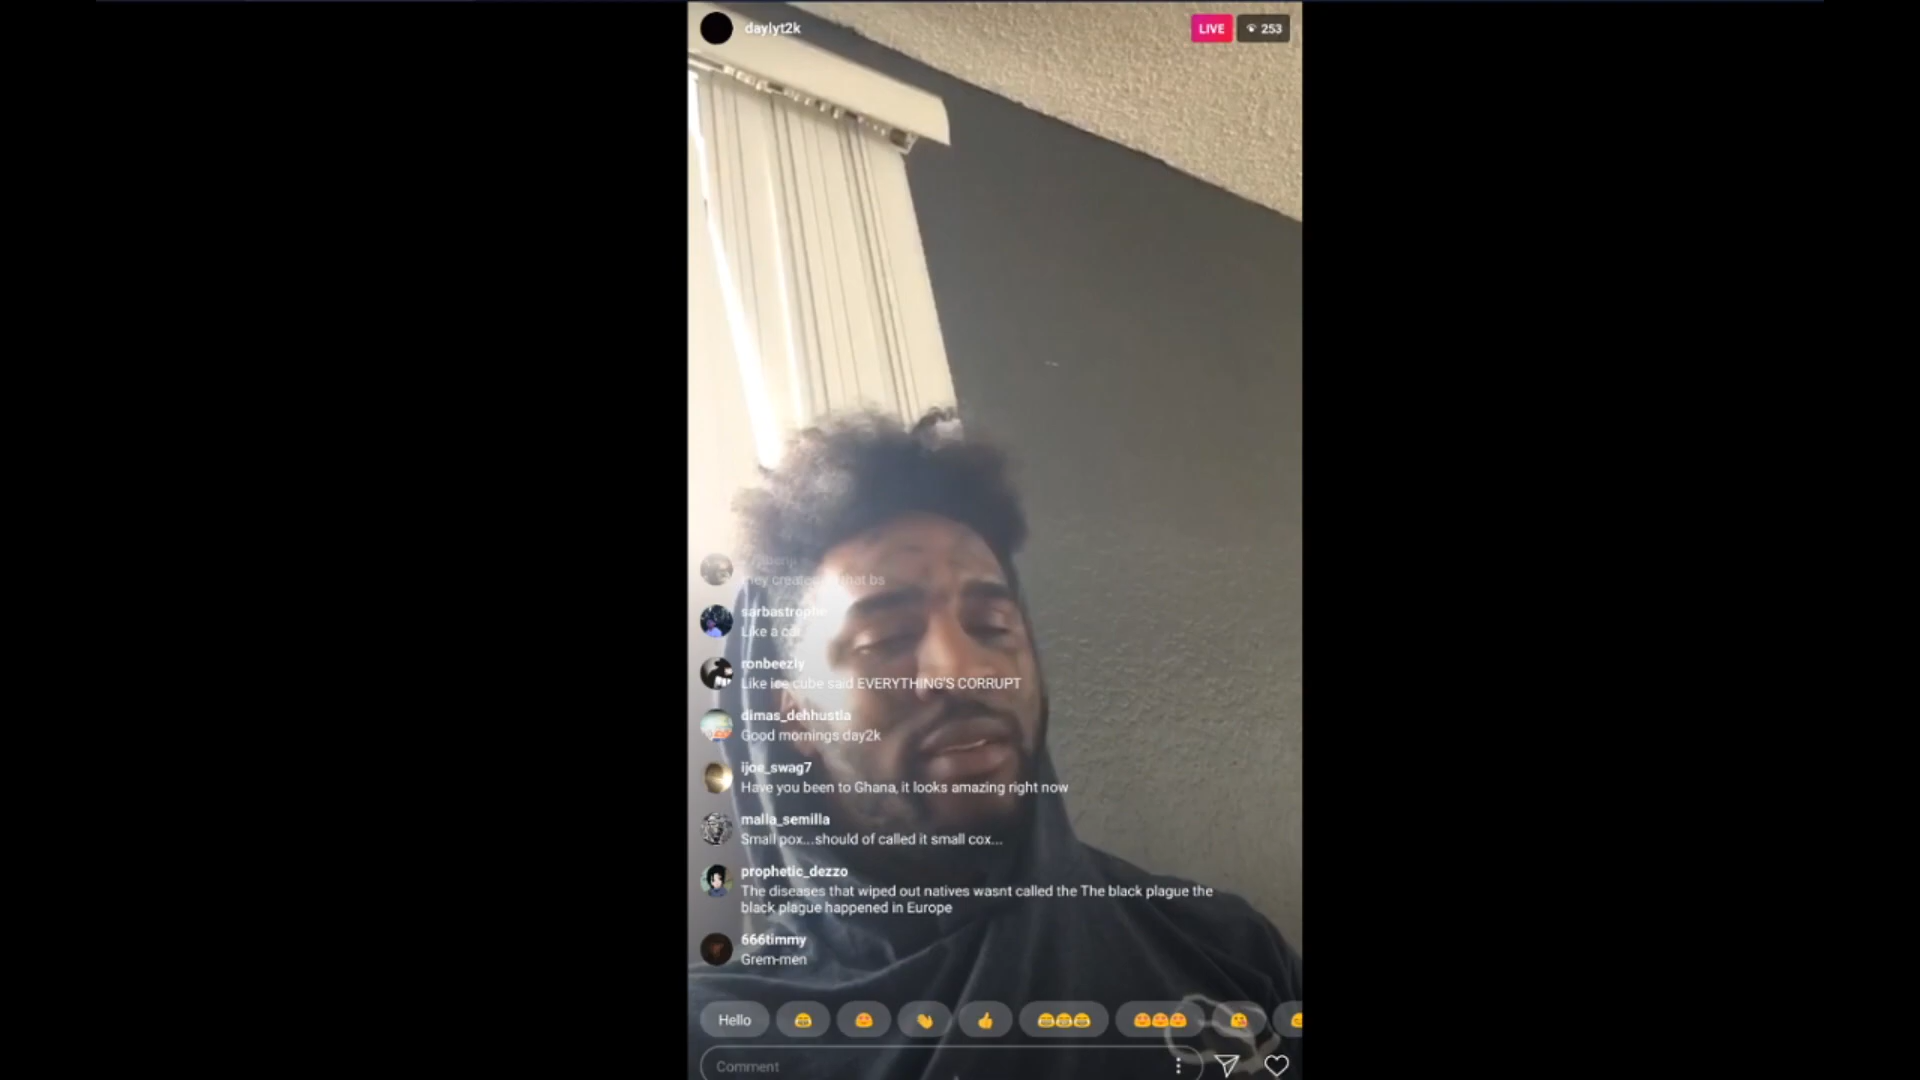 daylyt2k
LIVE
253
they created that bs
sarbastrophe
Like a
ronbeezly
Like ice cube said EVERYTHING'S CORRUPT
dimas_dehhustla
Good mornings day2k
ijoe_swag7
Have you been to Ghana, it looks amazing right now
malla_semilla
Small pox...should of called it small cox...
prophetic_dezzo
The diseases that wiped out natives wasnt called the The black plague the
black plague happened in Europe
666timmy
Grem-men
Hello
Comment